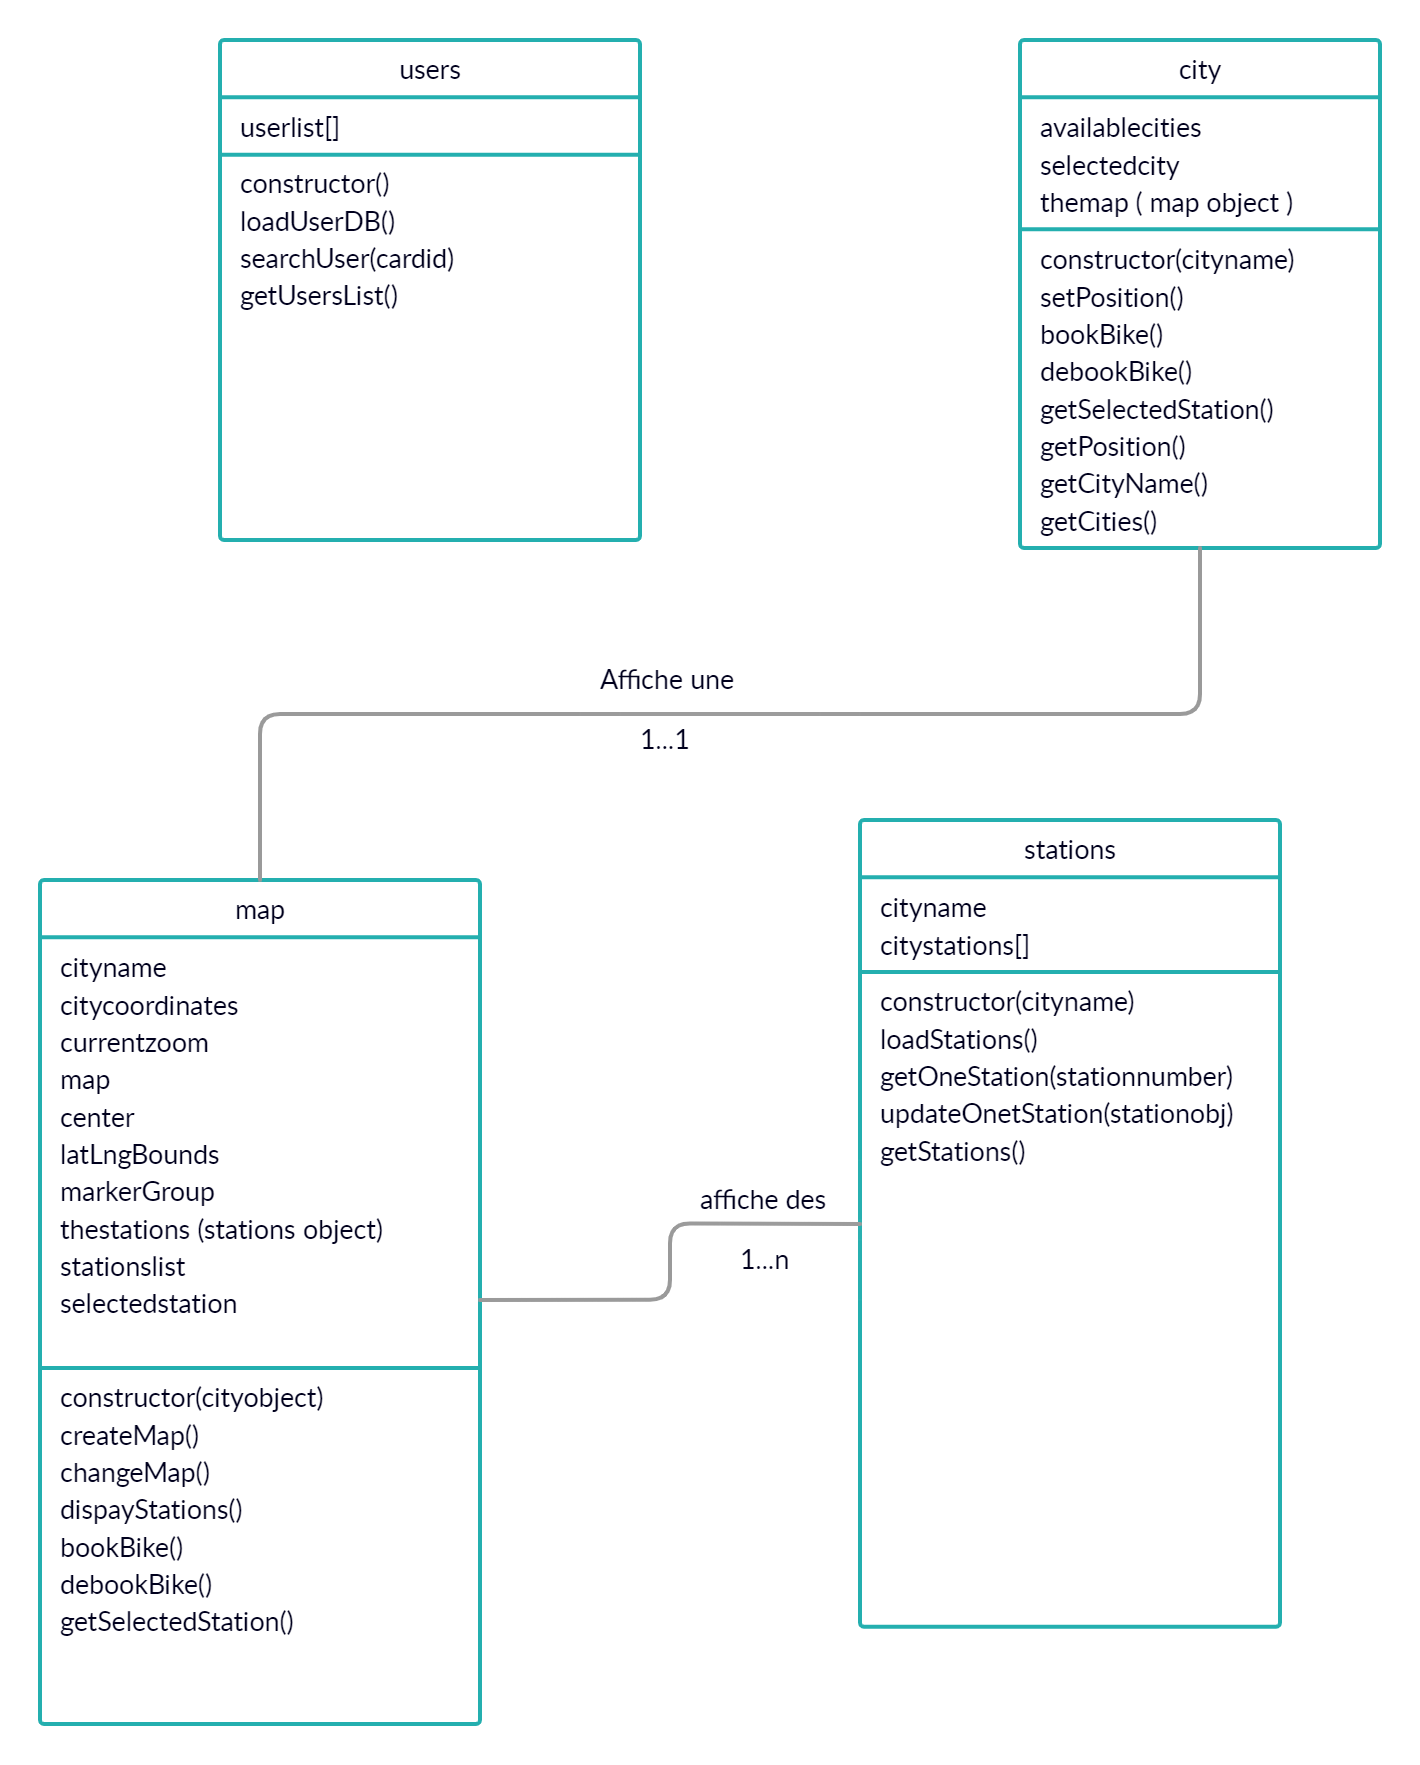 users
userlist[]
constructor()
loadUserDB()
searchUser(cardid)
getUsersList()
city
availablecities
selectedcity
themap ( map object )
constructor(cityname)
setPosition()
bookBike()
debookBike()
getSelectedStation()
getPosition()
getCityName()
getCities()
Affiche une
1...1
map
cityname
citycoordinates
currentzoom
map
center
latLngBounds
markerGroup
thestations (stations object)
stationslist
selectedstation
constructor(cityobject)
createMap()
changeMap()
dispayStations()
bookBike()
debookBike()
getSelectedStation()
affiche des
1...n
stations
cityname
citystations[]
constructor(cityname)
loadStations()
getOneStation(stationnumber)
updateOnetStation(stationobj)
getStations()